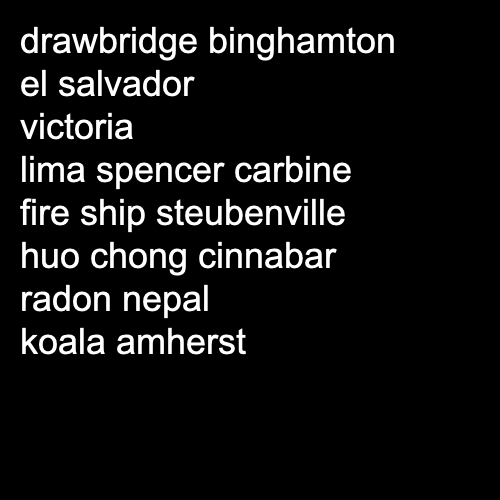 drawbridge binghamton
el salvador
victoria
lima spencer carbine
fire ship steubenville
huo chong cinnabar
radon nepal
koala amherst